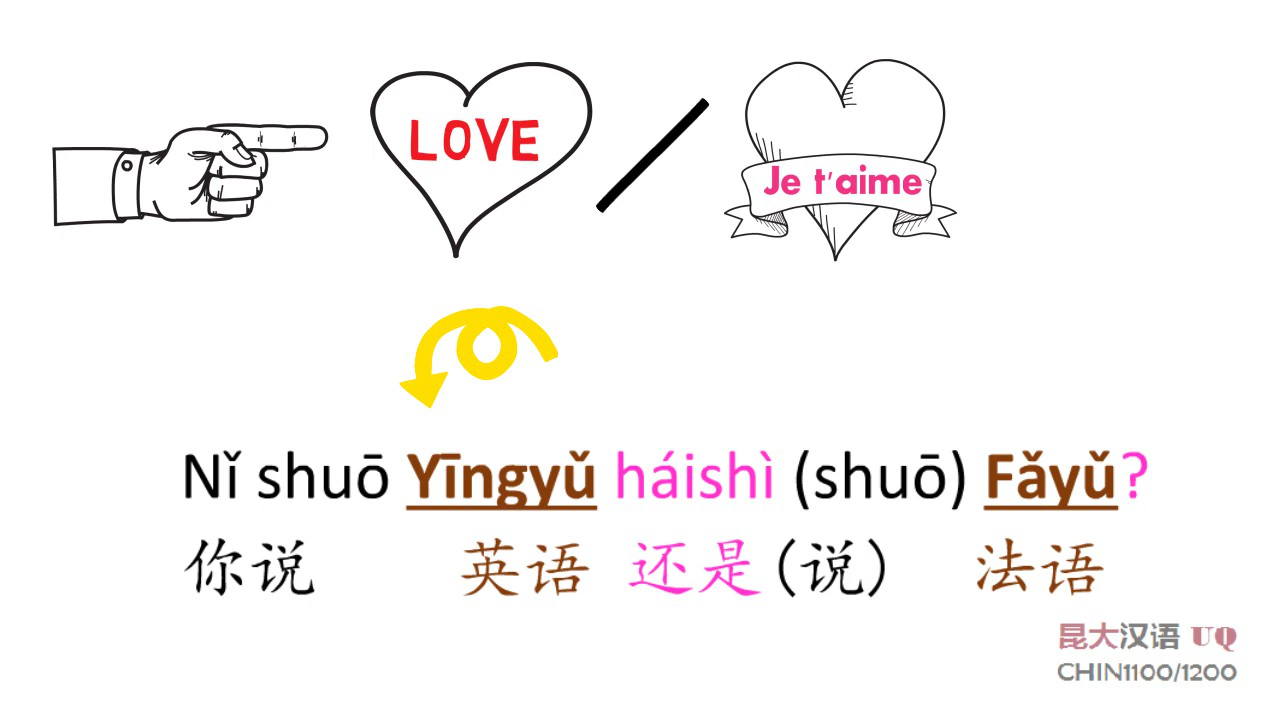 LOVE
Je t'aime
Nǐ shuō Yīngyǔ háishì (shuō) Fǎyǔ?
你说 英语 还是(说) 法语
昆大汉语 UQ
CHIN1100/1200